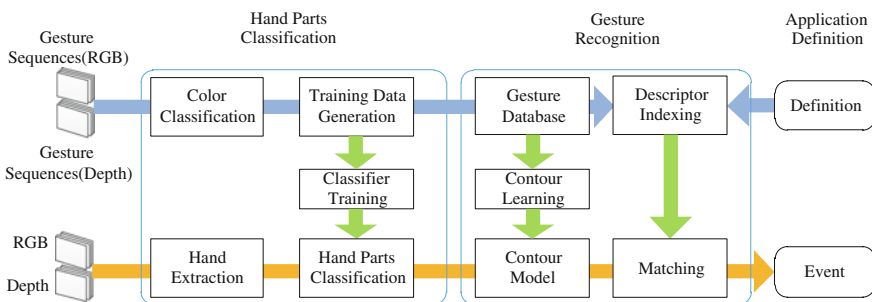 Hand Parts
Classification
Gesture
Recognition
Application
Definition
Gesture
Sequences(RGB)
Color
Classification
Training Data
Generation
Gesture
Database
Descriptor
Indexing
Definition
Gesture
Sequences(Depth)
Classifier
Training
Contour
Learning
RGB
Depth
Hand
Extraction
Hand Parts
Classification
Contour
Model
Matching
Event